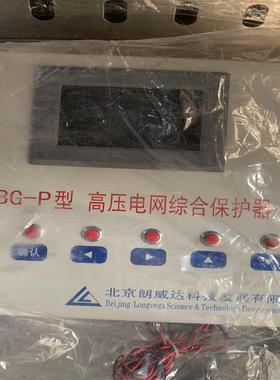 BG-P型 高压电网综合保护器
确认
北京朗威达科技发展有限
Beijing Longvega Science & Technology Development